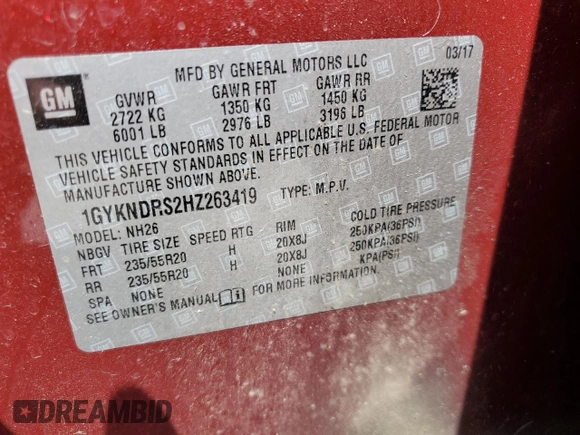 GM
MFD BY GENERAL MOTORS LLC 03/17
GVWR GAWR FRT GAWR RR
2722 KG 1350 KG 1450 KG
6001 LB 2976 LB 3196 LB
THIS VEHICLE CONFORMS TO ALL APPLICABLE U.S. FEDERAL MOTOR
VEHICLE SAFETY STANDARDS IN EFFECT ON THE DATE OF
MANUFACTURE SHOWN ABOVE.
1GYKNDRS2HZ263419 TYPE: M.P.V.
MODEL: NH26
NBGV TIRE SIZE SPEED RTG RIM COLD TIRE PRESSURE
FRT 235/55R20 H 20X8J 250KPA(36PSI)
RR 235/55R20 H 20X8J 250KPA(36PSI)
SPA NONE NONE KPA(PSI)
SEE OWNER'S MANUAL FOR MORE INFORMATION.
DREAMBID